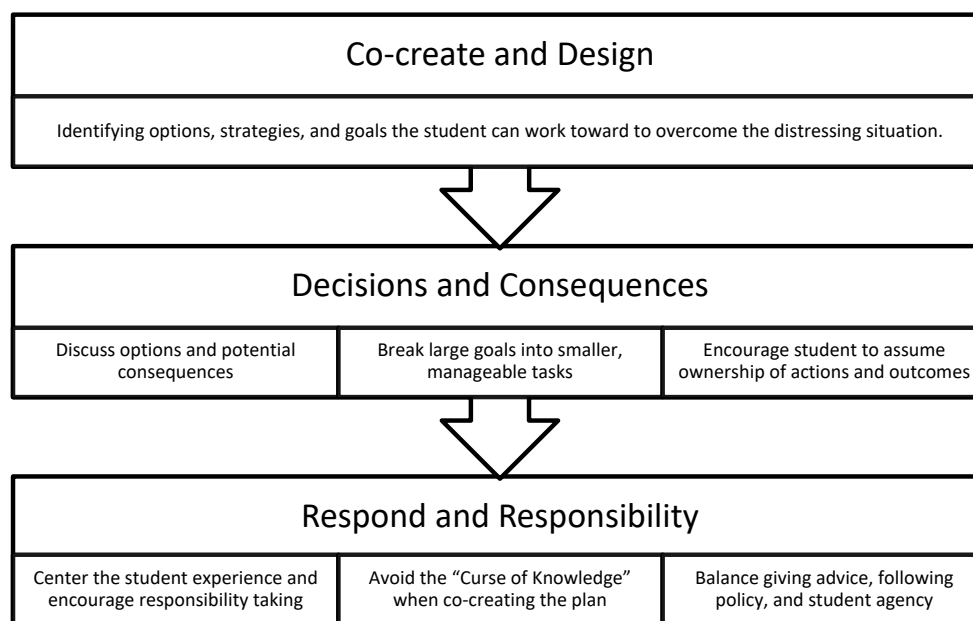 Co-create and Design
Identifying options, strategies, and goals the student can work toward to overcome the distressing situation.
Decisions and Consequences
Discuss options and potential
consequences
Break large goals into smaller,
manageable tasks
Encourage student to assume
ownership of actions and outcomes
Respond and Responsibility
Center the student experience and
encourage responsibility taking
Avoid the “Curse of Knowledge”
when co-creating the plan
Balance giving advice, following
policy, and student agency